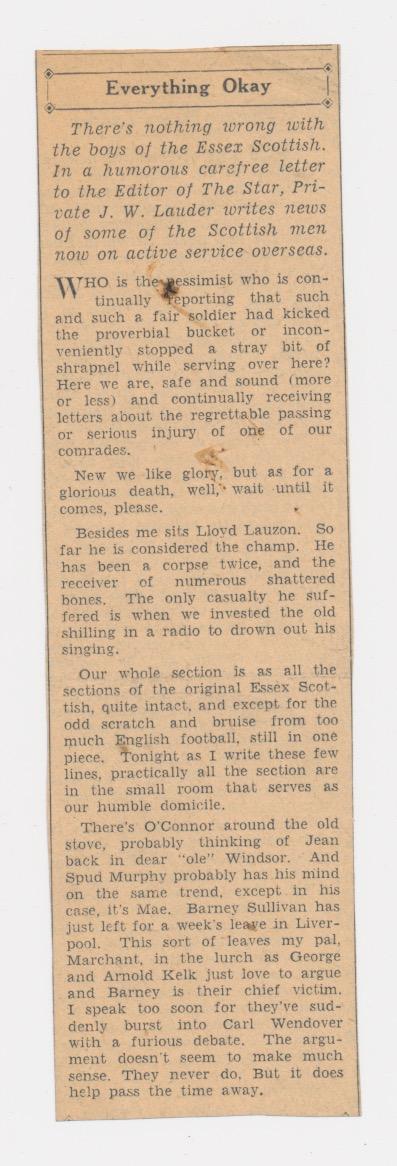 Everything Okay
There's nothing wrong with
the boys of the Essex Scottish.
In a humorous carefree letter
to the Editor of The Star, Pri-
vate J. W. Lauder writes news
of some of the Scottish men
now on active service overseas.
WHO is the pessimist who is con-
tinually reporting that such
and such a fair soldier had kicked
the proverbial bucket or incon-
veniently stopped a stray bit of
shrapnel while serving over here?
Here we are, safe and sound (more
or less) and continually receiving
letters about the regrettable passing
or serious injury of one of our
comrades.
New we like glory, but as for a
glorious death, well, wait until it
comes, please.
Besides me sits Lloyd Lauzon. So
far he is considered the champ. He
has been a corpse twice, and the
receiver of numerous shattered
bones. The only casualty he suf-
fered is when we invested the old
shilling in a radio to drown out his
singing.
Our whole section is as all the
sections of the original Essex Scot-
tish, quite intact, and except for the
odd scratch and bruise from too
much English football, still in one
piece. Tonight as I write these few
lines, practically all the section are
in the small room that serves as
our humble domicile.
There's O'Connor around the old
stove, probably thinking of Jean
back in dear "ole" Windsor. And
Spud Murphy probably has his mind
on the same trend, except in his
case, it's Mae. Barney Sullivan has
just left for a week's leave in Liver-
pool. This sort of leaves my pal,
Marchant, in the lurch as George
and Arnold Kelk just love to argue
and Barney is their chief victim.
I speak too soon for they've sud-
denly burst into Carl Wendover
with a furious debate. The argu-
ment doesn't seem to make much
sense. They never do. But it does
help pass the time away.